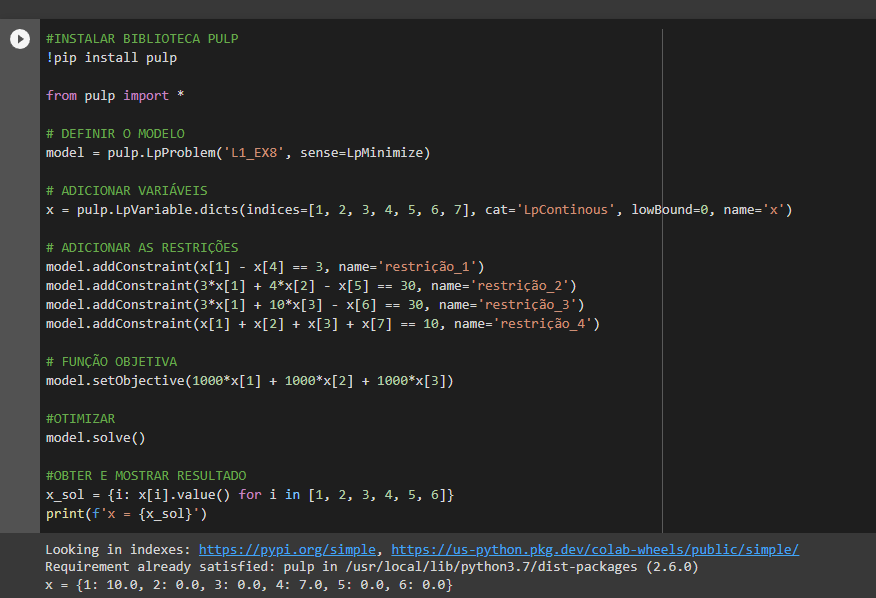 #INSTALAR BIBLIOTECA PULP
!pip install pulp
from pulp import *
# DEFINIR O MODELO
model = pulp.LpProblem('L1_EX8', sense=LpMinimize)
# ADICIONAR VARIÁVEIS
x = pulp.LpVariable.dicts(indices=[1, 2, 3, 4, 5, 6, 7], cat='LpContinous', lowBound=0, name='x')
# ADICIONAR AS RESTRIÇÕES
model.addConstraint(x[1] - x[4] == 3, name='restrição_1')
model.addConstraint(3*x[1] + 4*x[2] - x[5] == 30, name='restrição_2')
model.addConstraint(3*x[1] + 10*x[3] - x[6] == 30, name='restrição_3')
model.addConstraint(x[1] + x[2] + x[3] + x[7] == 10, name='restrição_4')
# FUNÇÃO OBJETIVA
model.setObjective(1000*x[1] + 1000*x[2] + 1000*x[3])
#OTIMIZAR
model.solve()
#OBTER E MOSTRAR RESULTADO
x_sol = {i: x[i].value() for i in [1, 2, 3, 4, 5, 6]}
print(f'x = {x_sol}')
Looking in indexes: https://pypi.org/simple, https://us-python.pkg.dev/colab-wheels/public/simple/
Requirement already satisfied: pulp in /usr/local/lib/python3.7/dist-packages (2.6.0)
x = {1: 10.0, 2: 0.0, 3: 0.0, 4: 7.0, 5: 0.0, 6: 0.0}